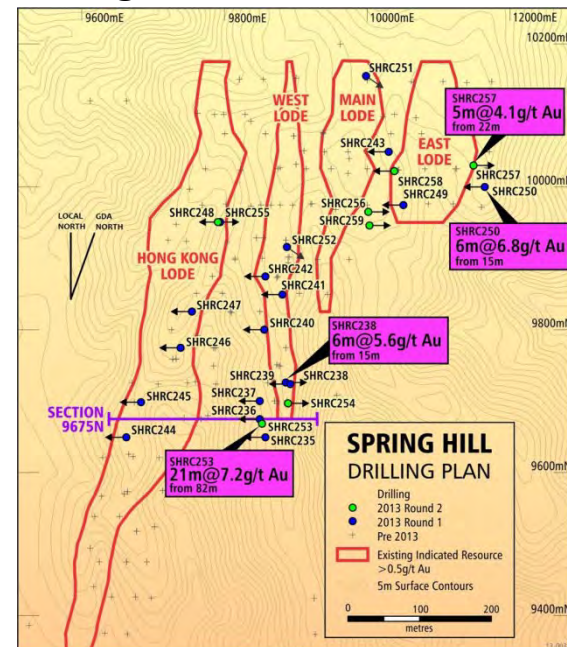 9600mE
9800mE
10000mE
12000mE
10200mN
SHRC251
WEST
LODE
MAIN
LODE
SHRC257
5m@4.1g/t Au
from 22m
SHRC243
EAST
LODE
SHRC257
10000mN
SHRC258
SHRC250
SHRC256
SHRC249
LOCAL
NORTH
GDA
NORTH
SHRC248
SHRC255
SHRC259
SHRC250
6m@6.8g/t Au
from 15m
SHRC252
HONG KONG
LODE
SHRC242
SHRC241
SHRC247
SHRC240
SHRC238
6m@5.6g/t Au
from 15m
9800mN
SHRC246
SHRC239
SHRC238
SHRC245
SHRC237
SHRC254
SECTION
9675N
SHRC236
SHRC253
SHRC244
SHRC235
SHRC253
21m@7.2g/t Au
from 82m
9600mN
SPRING HILL
DRILLING PLAN
Drilling
2013 Round 2
2013 Round 1
Pre 2013
Existing Indicated Resource
>0.5g/t Au
5m Surface Contours
0 100 200
metres
9400mN